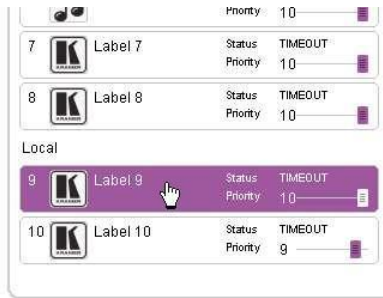 Priority 10
7 Label 7 Status TIMEOUT
Priority 10
8 Label 8 Status TIMEOUT
Priority 10
Local
9 Label 9 Status TIMEOUT
Priority 10
10 Label 10 Status TIMEOUT
Priority 9